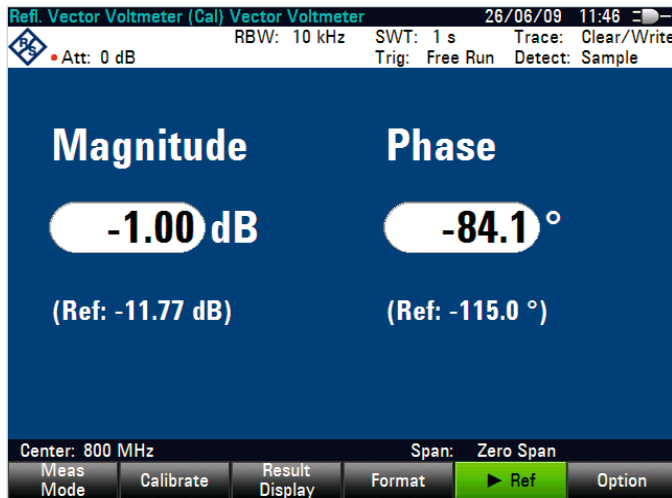 Refl. Vector Voltmeter (Cal) Vector Voltmeter 26/06/09 11:46
RBW: 10 kHz SWT: 1 s Trace: Clear/Write
Att: 0 dB Trig: Free Run Detect: Sample
Magnitude Phase
-1.00 dB -84.1 °
(Ref: -11.77 dB) (Ref: -115.0 °)
Center: 800 MHz Span: Zero Span
Meas Mode Calibrate Result Display Format ► Ref Option